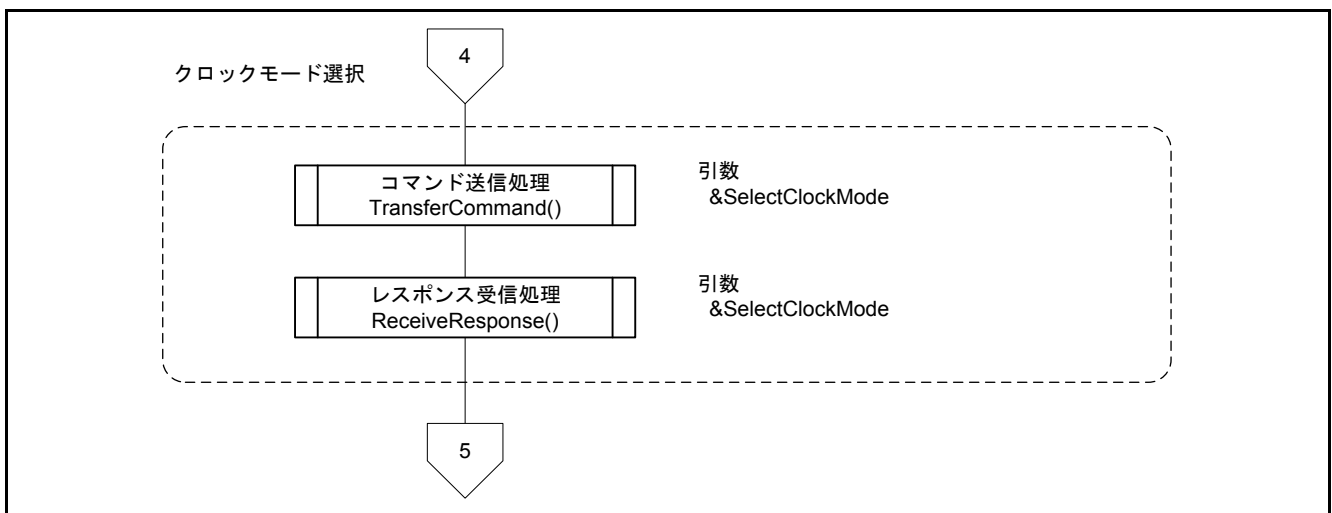 4
クロックモード選択
コマンド送信処理
TransferCommand()
引数
&SelectClockMode
レスポンス受信処理
ReceiveResponse()
引数
&SelectClockMode
5